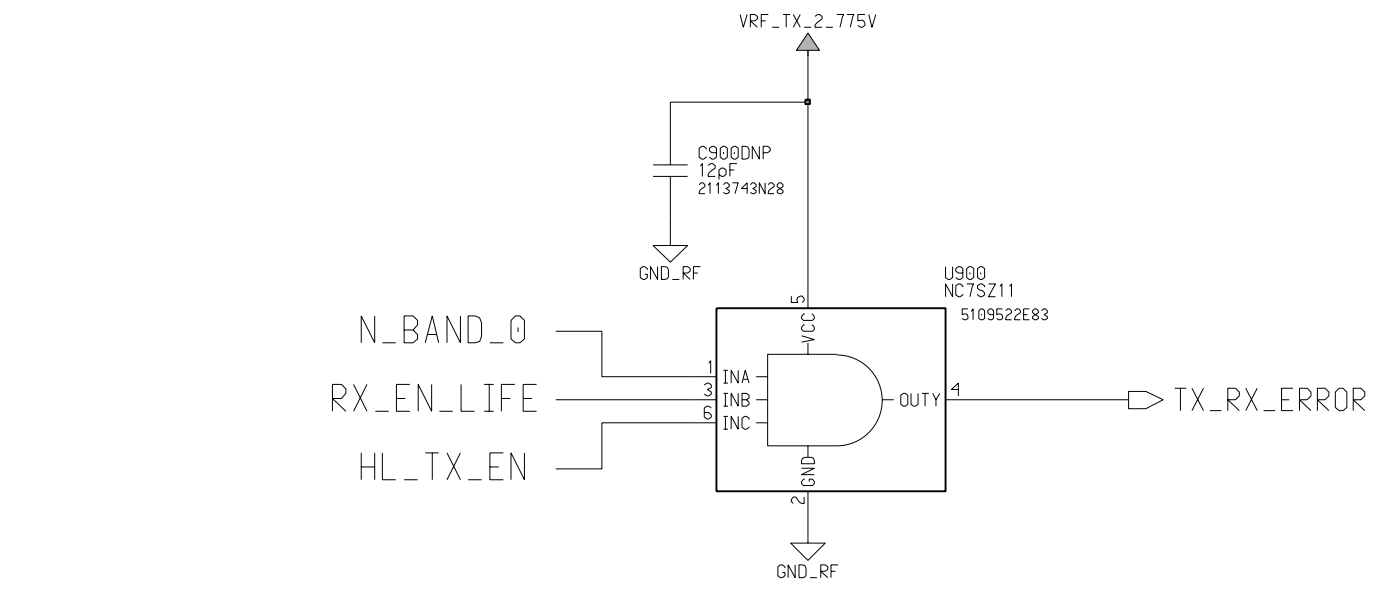 VRF_TX_2_775V
C900DNP
12pF
2113743N28
GND_RF
U900
NC7SZ11
5109522E83
5
VCC
N_BAND_0
1
INA
RX_EN_LIFE
3
INB
OUTY
4
TX_RX_ERROR
6
INC
HL_TX_EN
GND
2
GND_RF